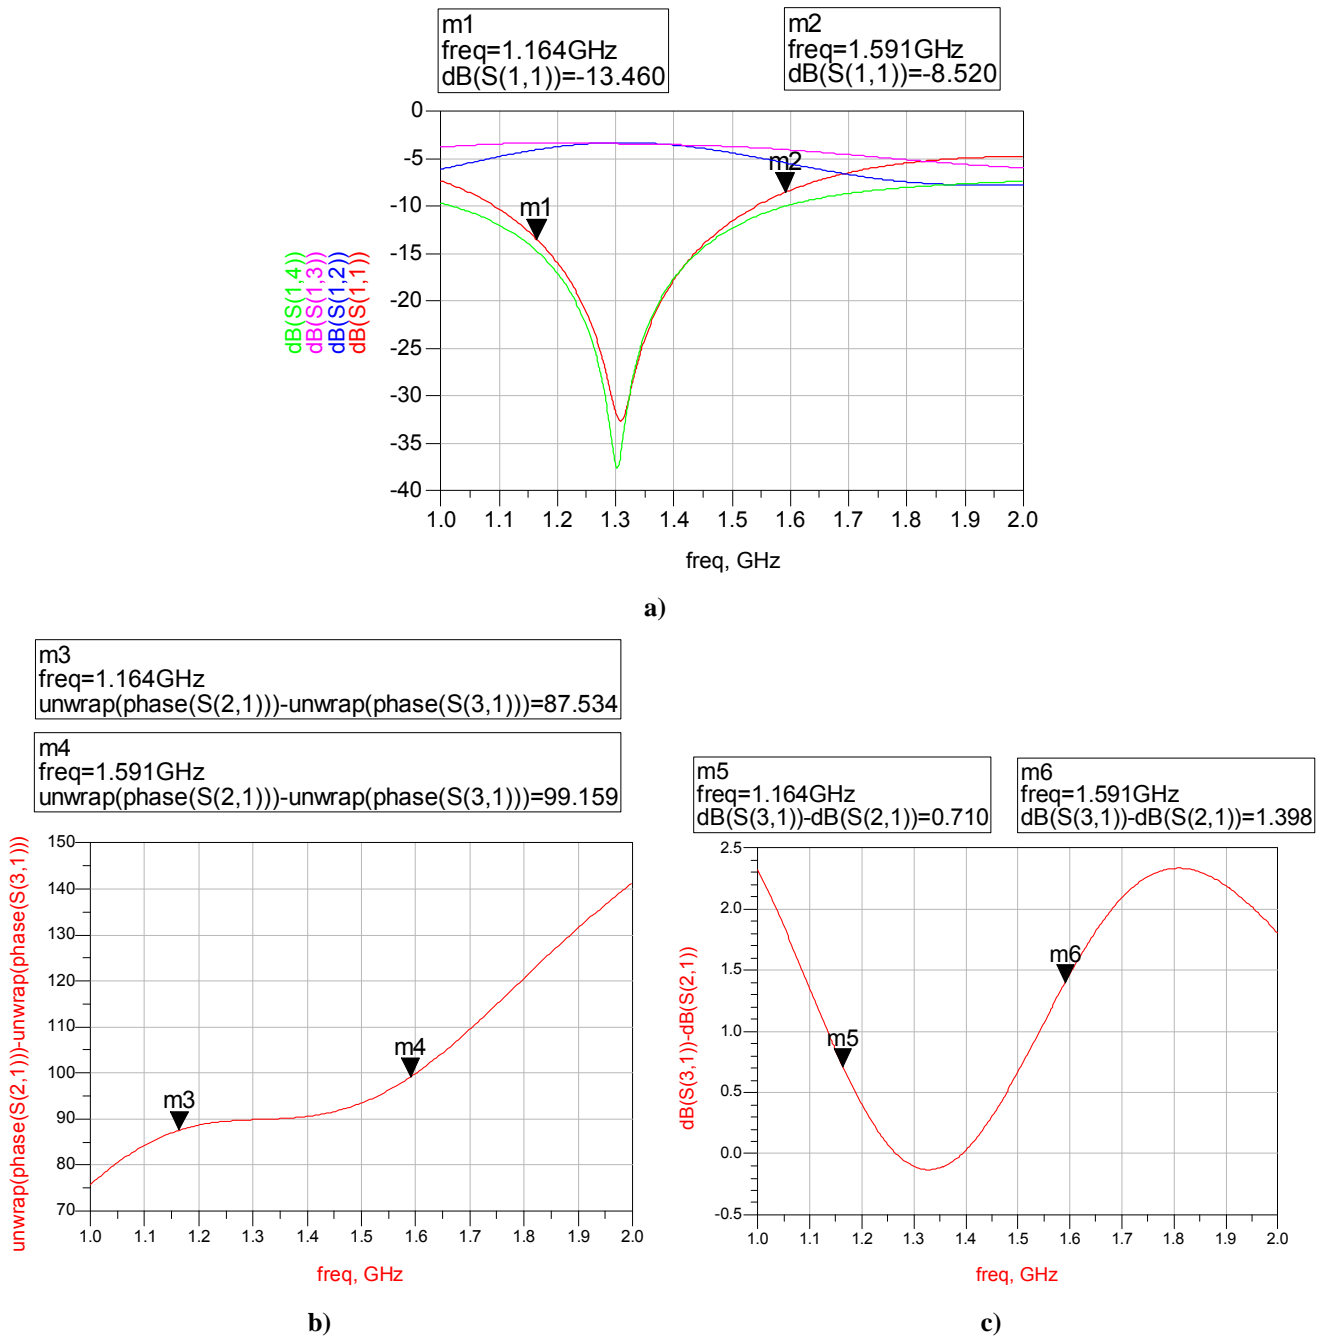 m1
freq=1.164GHz
dB(S(1,1))=-13.460
m2
freq=1.591GHz
dB(S(1,1))=-8.520
0
-5
-10
-15
-20
-25
-30
-35
-40
m1
m2
dB(S(1,4))
dB(S(1,3))
dB(S(1,2))
dB(S(1,1))
1.0 1.1 1.2 1.3 1.4 1.5 1.6 1.7 1.8 1.9 2.0
freq, GHz
a)
m3
freq=1.164GHz
unwrap(phase(S(2,1)))-unwrap(phase(S(3,1)))=87.534
m4
freq=1.591GHz
unwrap(phase(S(2,1)))-unwrap(phase(S(3,1)))=99.159
150
140
130
120
110
100
90
80
70
m3
m4
unwrap(phase(S(2,1)))-unwrap(phase(S(3,1)))
1.0 1.1 1.2 1.3 1.4 1.5 1.6 1.7 1.8 1.9 2.0
freq, GHz
b)
m5
freq=1.164GHz
dB(S(3,1))-dB(S(2,1))=0.710
m6
freq=1.591GHz
dB(S(3,1))-dB(S(2,1))=1.398
2.5
2.0
1.5
1.0
0.5
0.0
-0.5
m5
m6
dB(S(3,1))-dB(S(2,1))
1.0 1.1 1.2 1.3 1.4 1.5 1.6 1.7 1.8 1.9 2.0
freq, GHz
c)